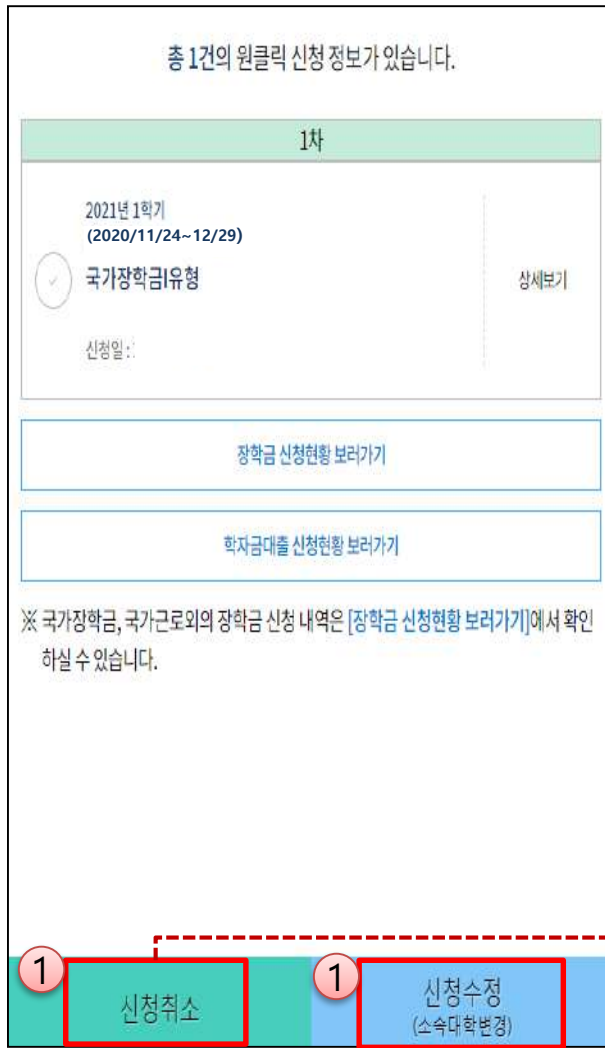 총 1건의 원클릭 신청 정보가 있습니다.
1차
2021년 1학기
(2020/11/24~12/29)
국가장학금I유형
상세보기
신청일 :
장학금 신청현황 보러가기
학자금대출 신청현황 보러가기
※ 국가장학금, 국가근로외의 장학금 신청 내역은 [장학금 신청현황 보러가기]에서 확인
하실 수 있습니다.
1
신청취소
1
신청수정
(소속대학변경)